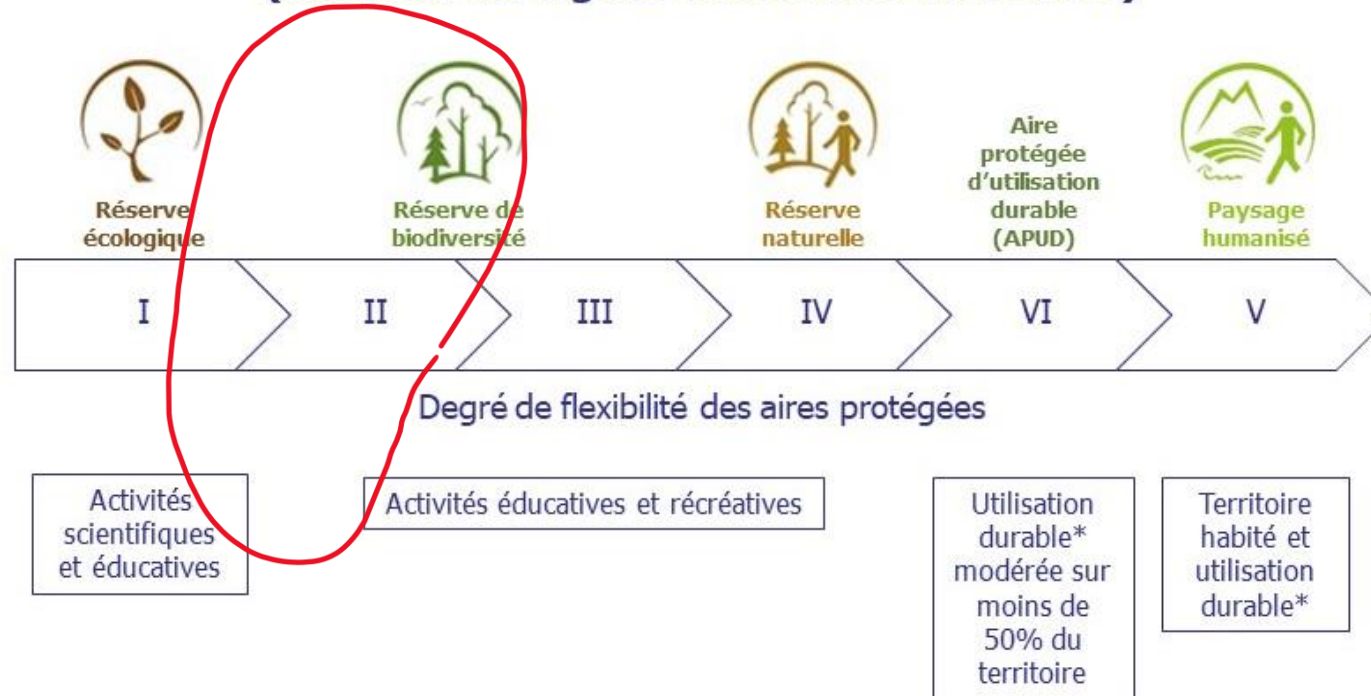 Réserve
écologique
Réserve de
biodiversité
Réserve
naturelle
Aire
protégée
d'utilisation
durable
(APUD)
Paysage
humanisé
I
II
III
IV
VI
V
Degré de flexibilité des aires protégées
Activités
scientifiques
et éducatives
Activités éducatives et récréatives
Utilisation
durable*
modérée sur
moins de
50% du
territoire
Territoire
habité et
utilisation
durable*